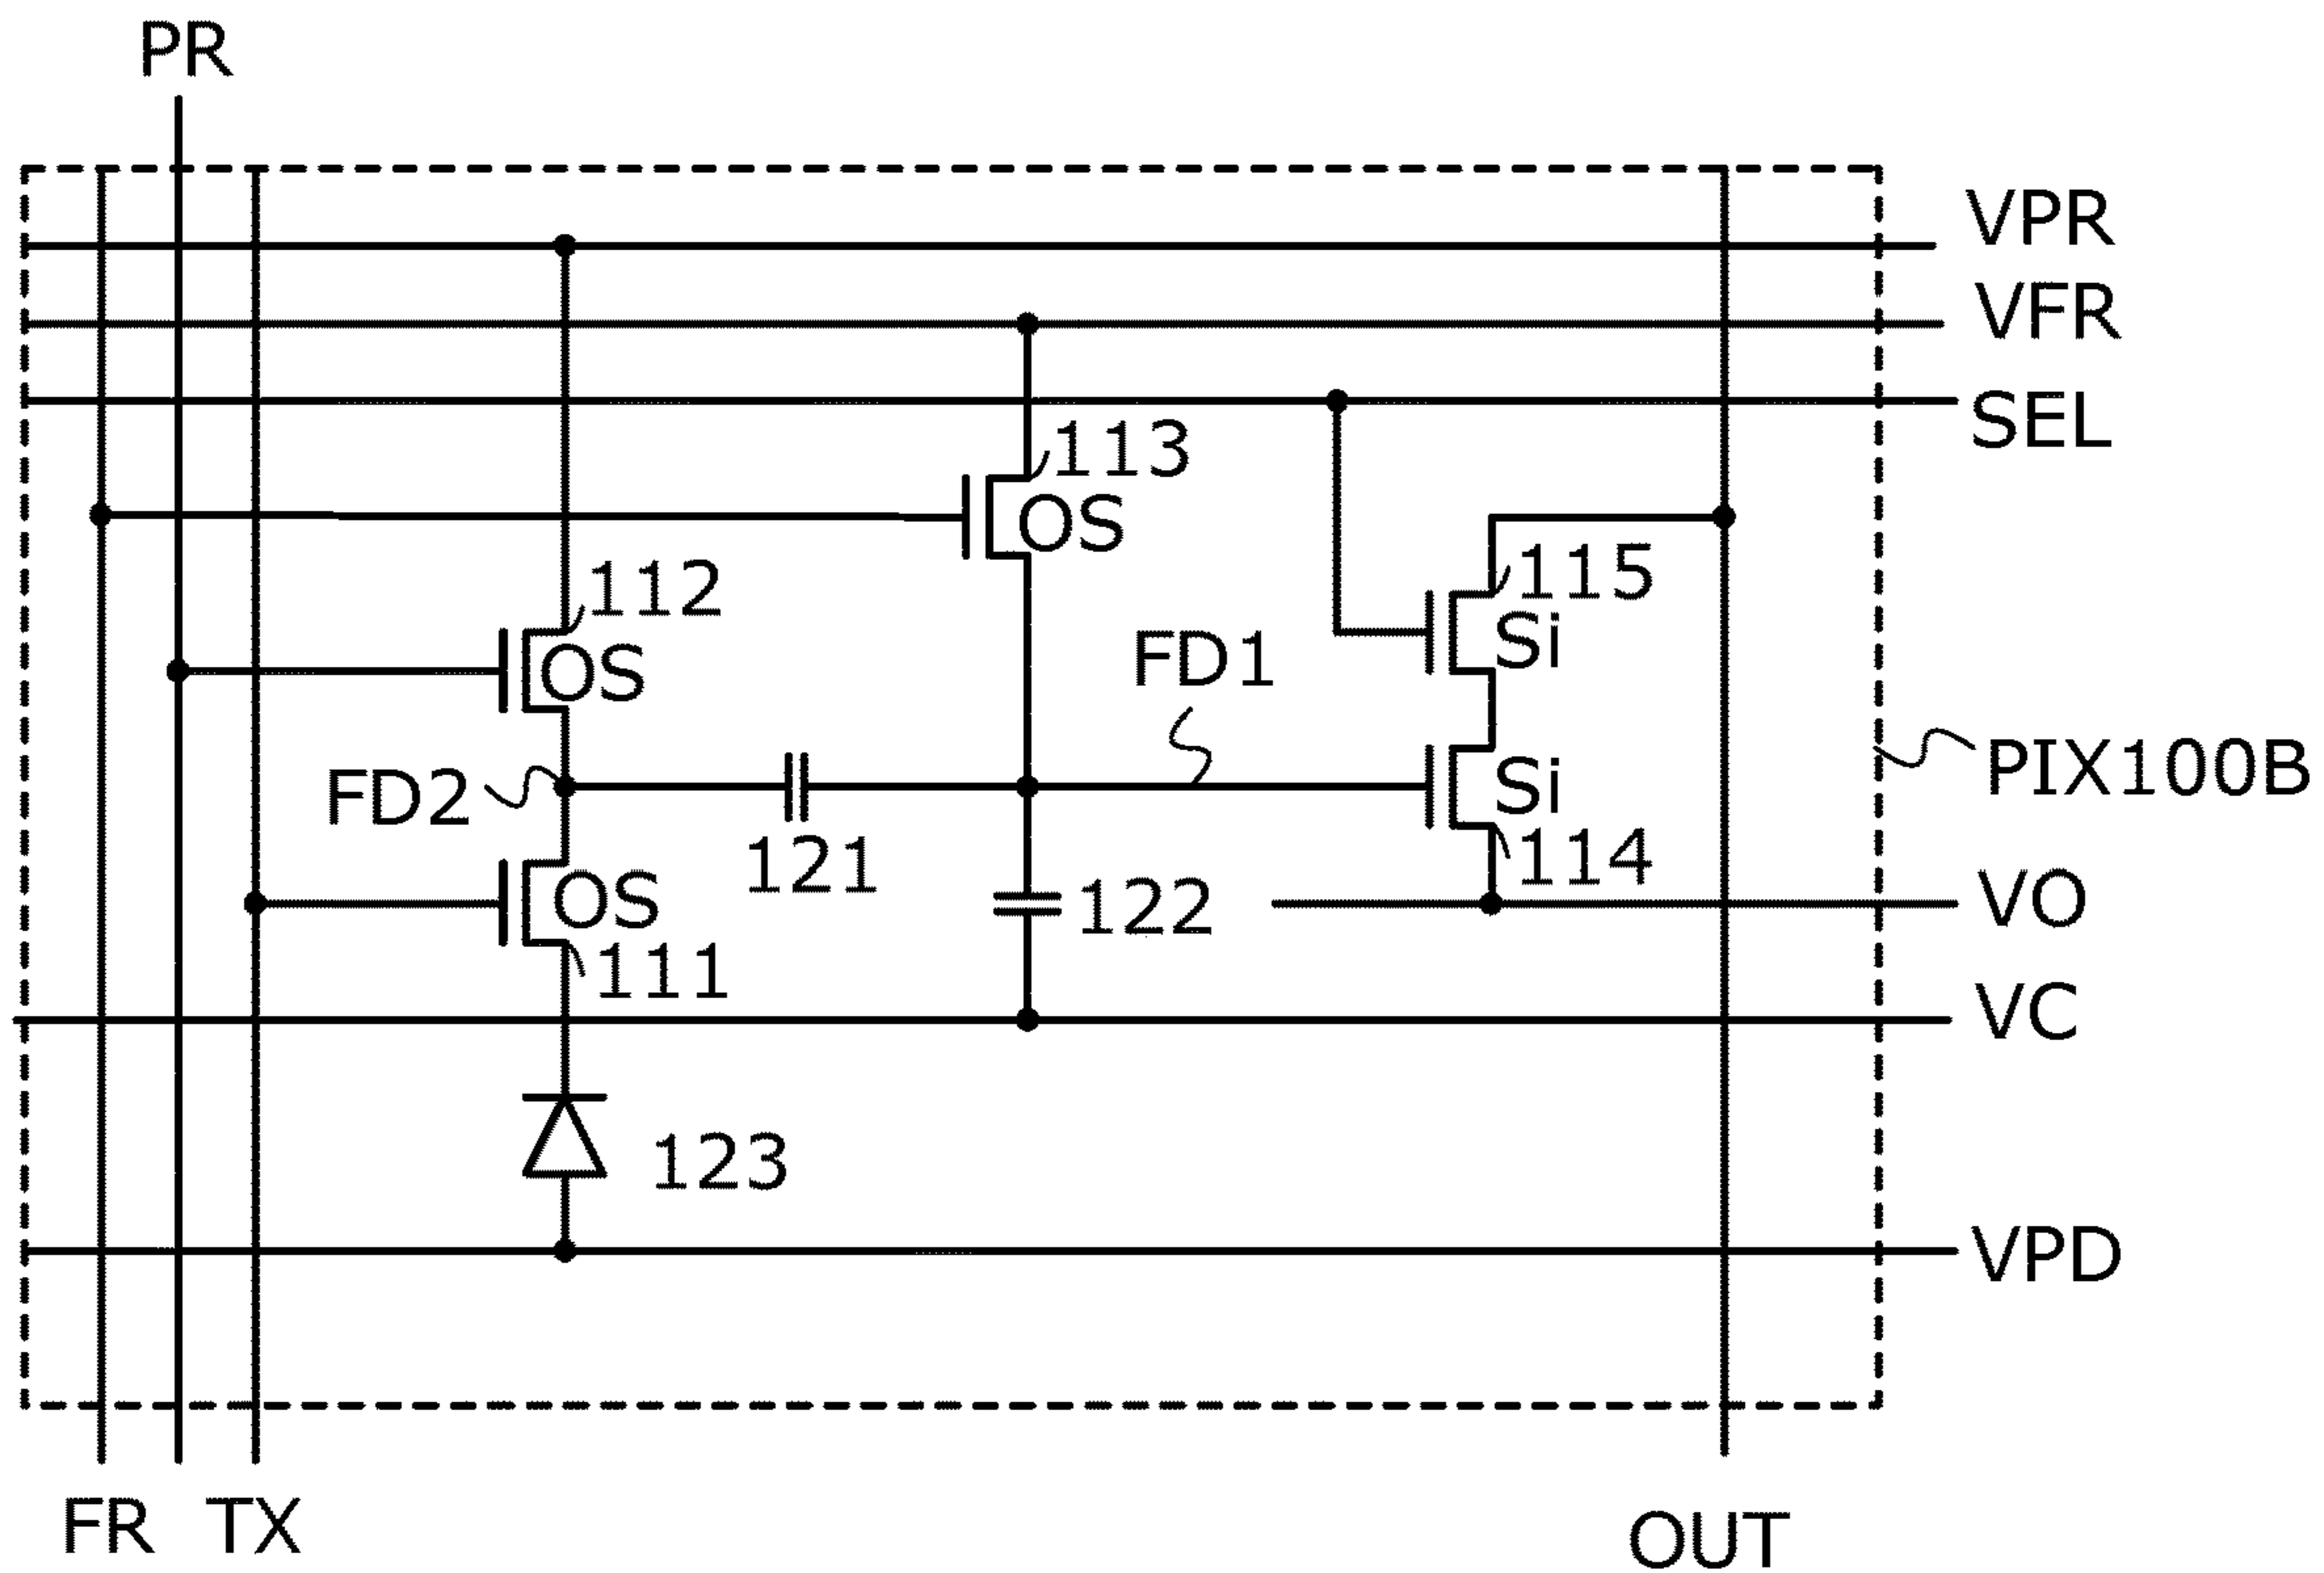 PR
VPR
VFR
SEL
113
OS
112
OS
115
Si
FD1
FD2
PIX100B
Si
121
114
OS
122
VO
111
VC
123
VPD
FR
TX
OUT